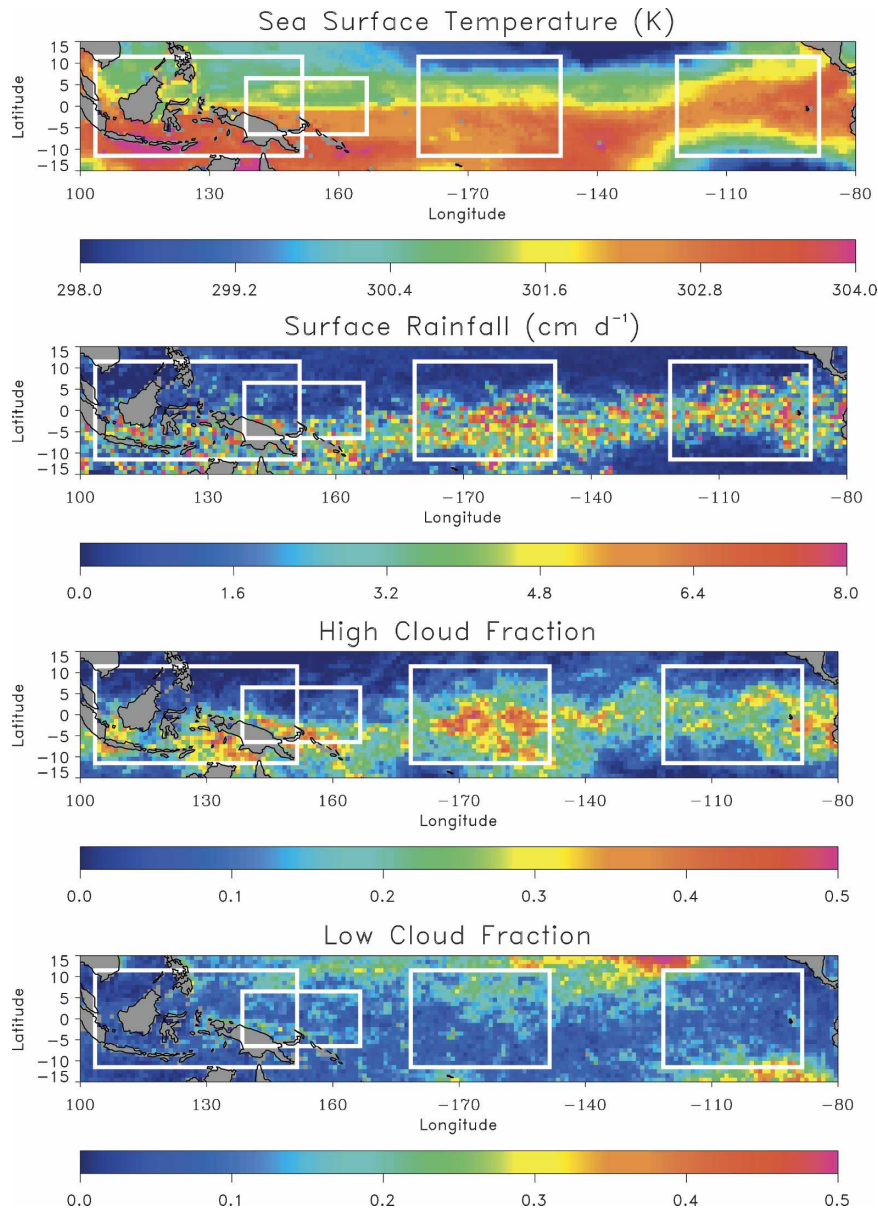 Sea Surface Temperature (K)
15
10
5
0
−5
−10
−15
Latitude
100 130 160 −170 −140 −110 −80
Longitude
298.0 299.2 300.4 301.6 302.8 304.0
Surface Rainfall (cm d⁻¹)
15
10
5
0
−5
−10
−15
Latitude
100 130 160 −170 −140 −110 −80
Longitude
0.0 1.6 3.2 4.8 6.4 8.0
High Cloud Fraction
15
10
5
0
−5
−10
−15
Latitude
100 130 160 −170 −140 −110 −80
Longitude
0.0 0.1 0.2 0.3 0.4 0.5
Low Cloud Fraction
15
10
5
0
−5
−10
−15
Latitude
100 130 160 −170 −140 −110 −80
Longitude
0.0 0.1 0.2 0.3 0.4 0.5